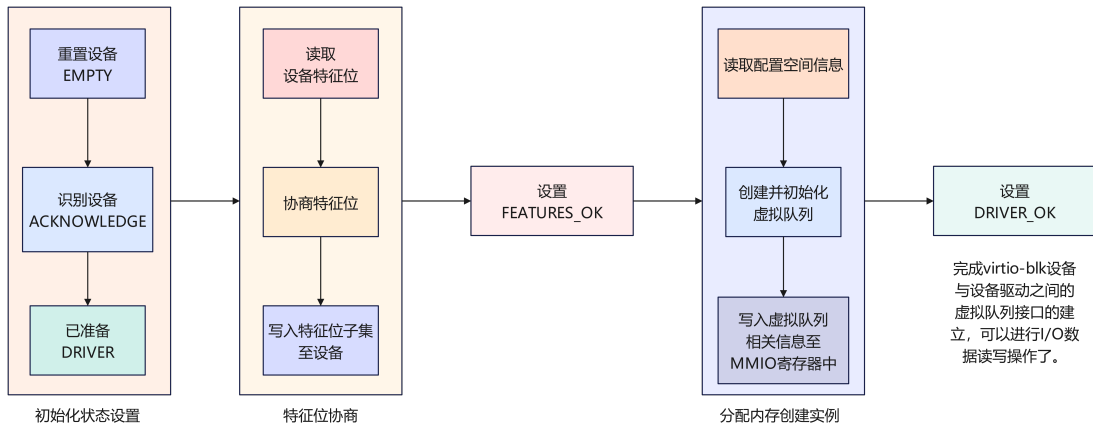 重置设备
EMPTY
识别设备
ACKNOWLEDGE
已准备
DRIVER
初始化状态设置
读取
设备特征位
协商特征位
写入特征位子集
至设备
特征位协商
设置
FEATURES_OK
读取配置空间信息
创建并初始化
虚拟队列
写入虚拟队列
相关信息至
MMIO寄存器中
分配内存创建实例
设置
DRIVER_OK
完成virtio-blk设备
与设备驱动之间的
虚拟队列接口的建
立，可以进行I/O数
据读写操作了。